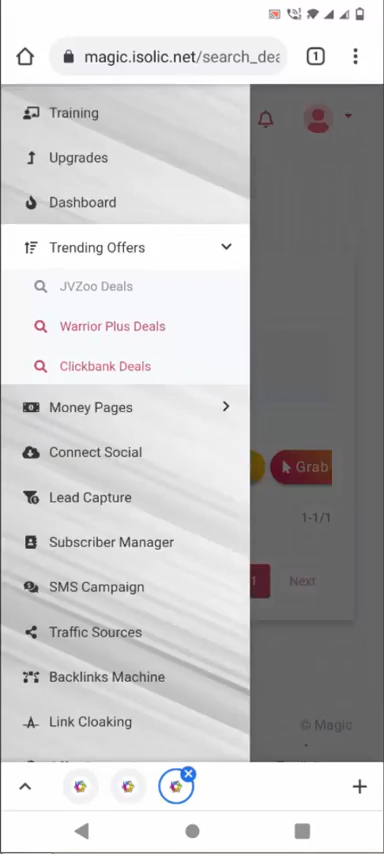 magic.isolic.net/search_dea
1
Training
Upgrades
Dashboard
Trending Offers
JVZoo Deals
Warrior Plus Deals
Clickbank Deals
Money Pages
Connect Social
Grab
Lead Capture
1-1/1
Subscriber Manager
SMS Campaign
1 Next
Traffic Sources
Backlinks Machine
Link Cloaking
© Magic